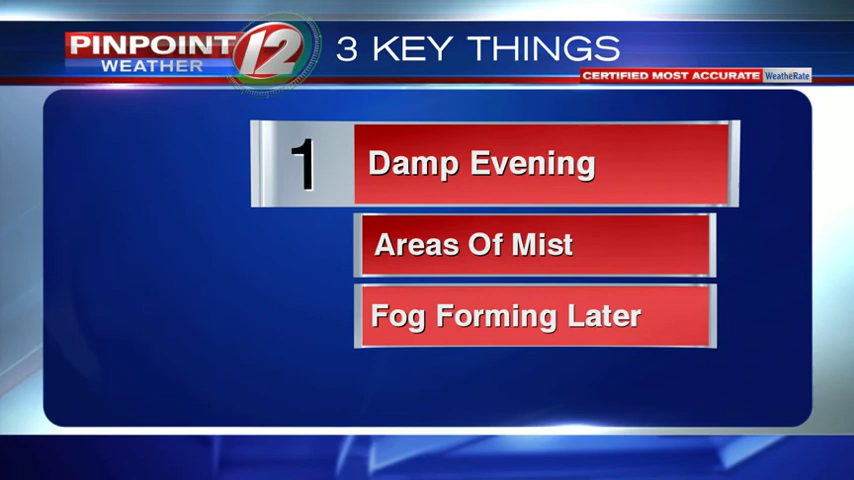 PINPOINT 12
WEATHER
3 KEY THINGS
CERTIFIED MOST ACCURATE WeatheRate
1 Damp Evening
Areas Of Mist
Fog Forming Later